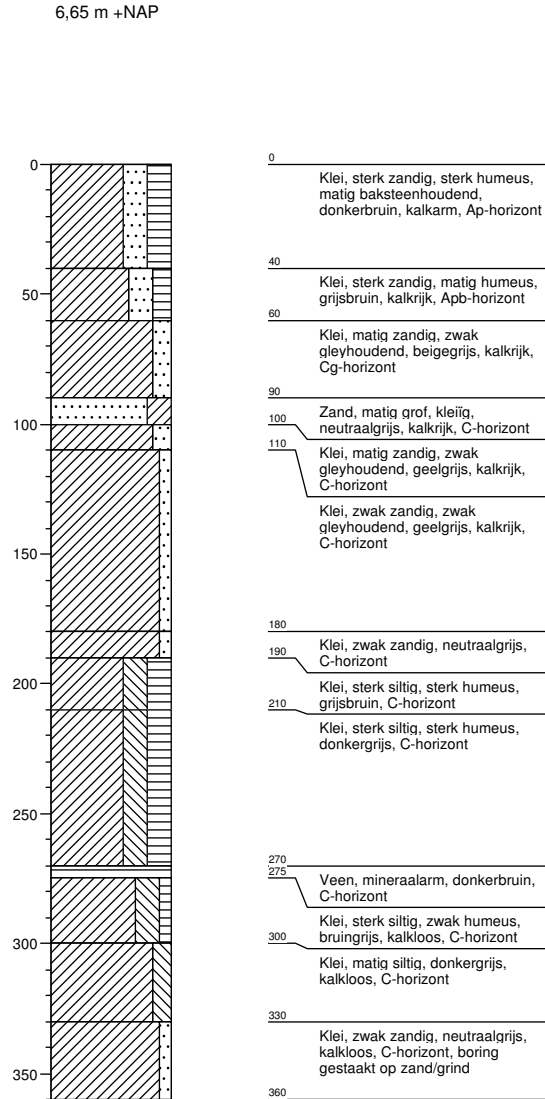 6,65 m +NAP
0
50
100
150
200
250
300
350
0
Klei, sterk zandig, sterk humeus,
matig baksteenhoudend,
donkerbruin, kalkarm, Ap-horizont
40
Klei, sterk zandig, matig humeus,
grijsbruin, kalkrijk, Apb-horizont
60
Klei, matig zandig, zwak
gleyhoudend, beigegrijs, kalkrijk,
Cg-horizont
90
Zand, matig grof, kleiïg,
neutraalgrijs, kalkrijk, C-horizont
100
Klei, matig zandig, zwak
gleyhoudend, geelgrijs, kalkrijk,
C-horizont
110
Klei, zwak zandig, zwak
gleyhoudend, geelgrijs, kalkrijk,
C-horizont
180
Klei, zwak zandig, neutraalgrijs,
C-horizont
190
Klei, sterk siltig, sterk humeus,
grijsbruin, C-horizont
210
Klei, sterk siltig, sterk humeus,
donkergrijs, C-horizont
270
Veen, mineraalarm, donkerbruin,
C-horizont
275
Klei, sterk siltig, zwak humeus,
bruingrijs, kalkloos, C-horizont
300
Klei, matig siltig, donkergrijs,
kalkloos, C-horizont
330
Klei, zwak zandig, neutraalgrijs,
kalkloos, C-horizont, boring
gestaakt op zand/grind
360